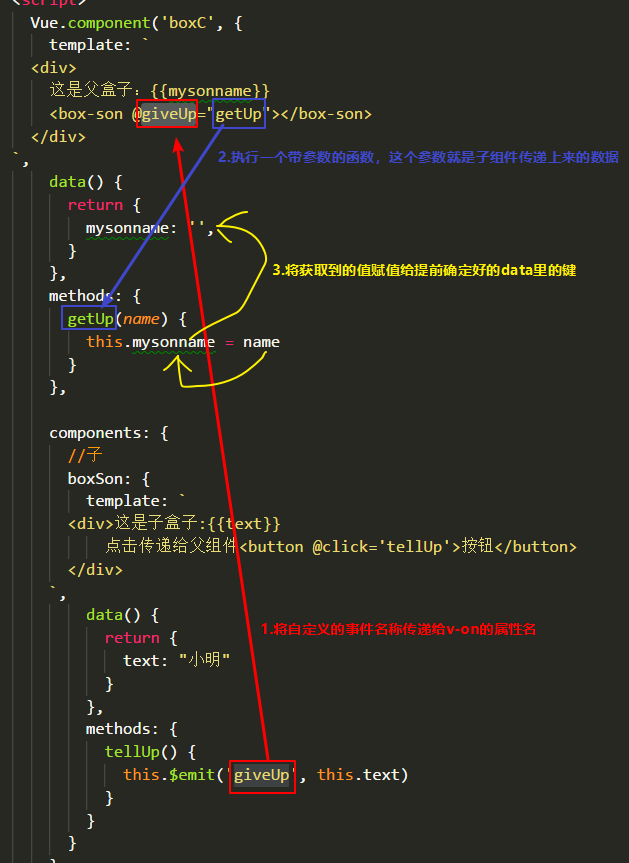 <script>
Vue.component('boxC', {
template: `
<div>
这是父盒子：{{mysonname}}
<box-son @giveUp="getUp"></box-son>
</div>
`,
2.执行一个带参数的函数，这个参数就是子组件传递上来的数据
data() {
return {
mysonname: '',
}
},
3.将获取到的值赋值给提前确定好的data里的键
methods: {
getUp(name) {
this.mysonname = name
}
},
components: {
//子
boxSon: {
template: `
<div>这是子盒子:{{text}}
点击传递给父组件<button @click='tellUp'>按钮</button>
</div>
`,
data() {
return {
1.将自定义的事件名称传递给v-on的属性名
text: "小明"
}
},
methods: {
tellUp() {
this.$emit('giveUp', this.text)
}
}
}